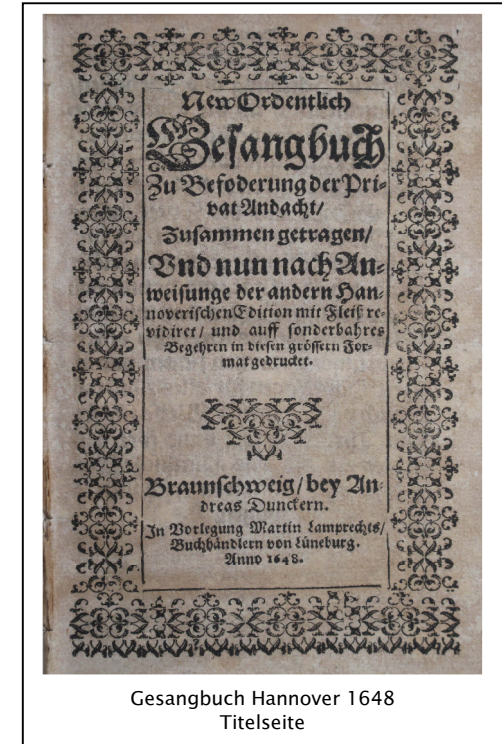 New Ordentlich
Gesangbuch
Zu Befoderung der Pri-
vat Andacht/
Zusammen getragen/
Vnd nun nach An-
weisunge der andern Han-
noverischen Edition mit Fleiß re-
vidiret / und auff sonderbahres
Begehren in diesen grössern For-
mat gedrucket.
Braunschweig / bey An-
dreas Dunckern.
In Vorlegung Martin Lamprechts/
Buchhändlern von Lüneburg.
Anno 1648.
Gesangbuch Hannover 1648
Titelseite